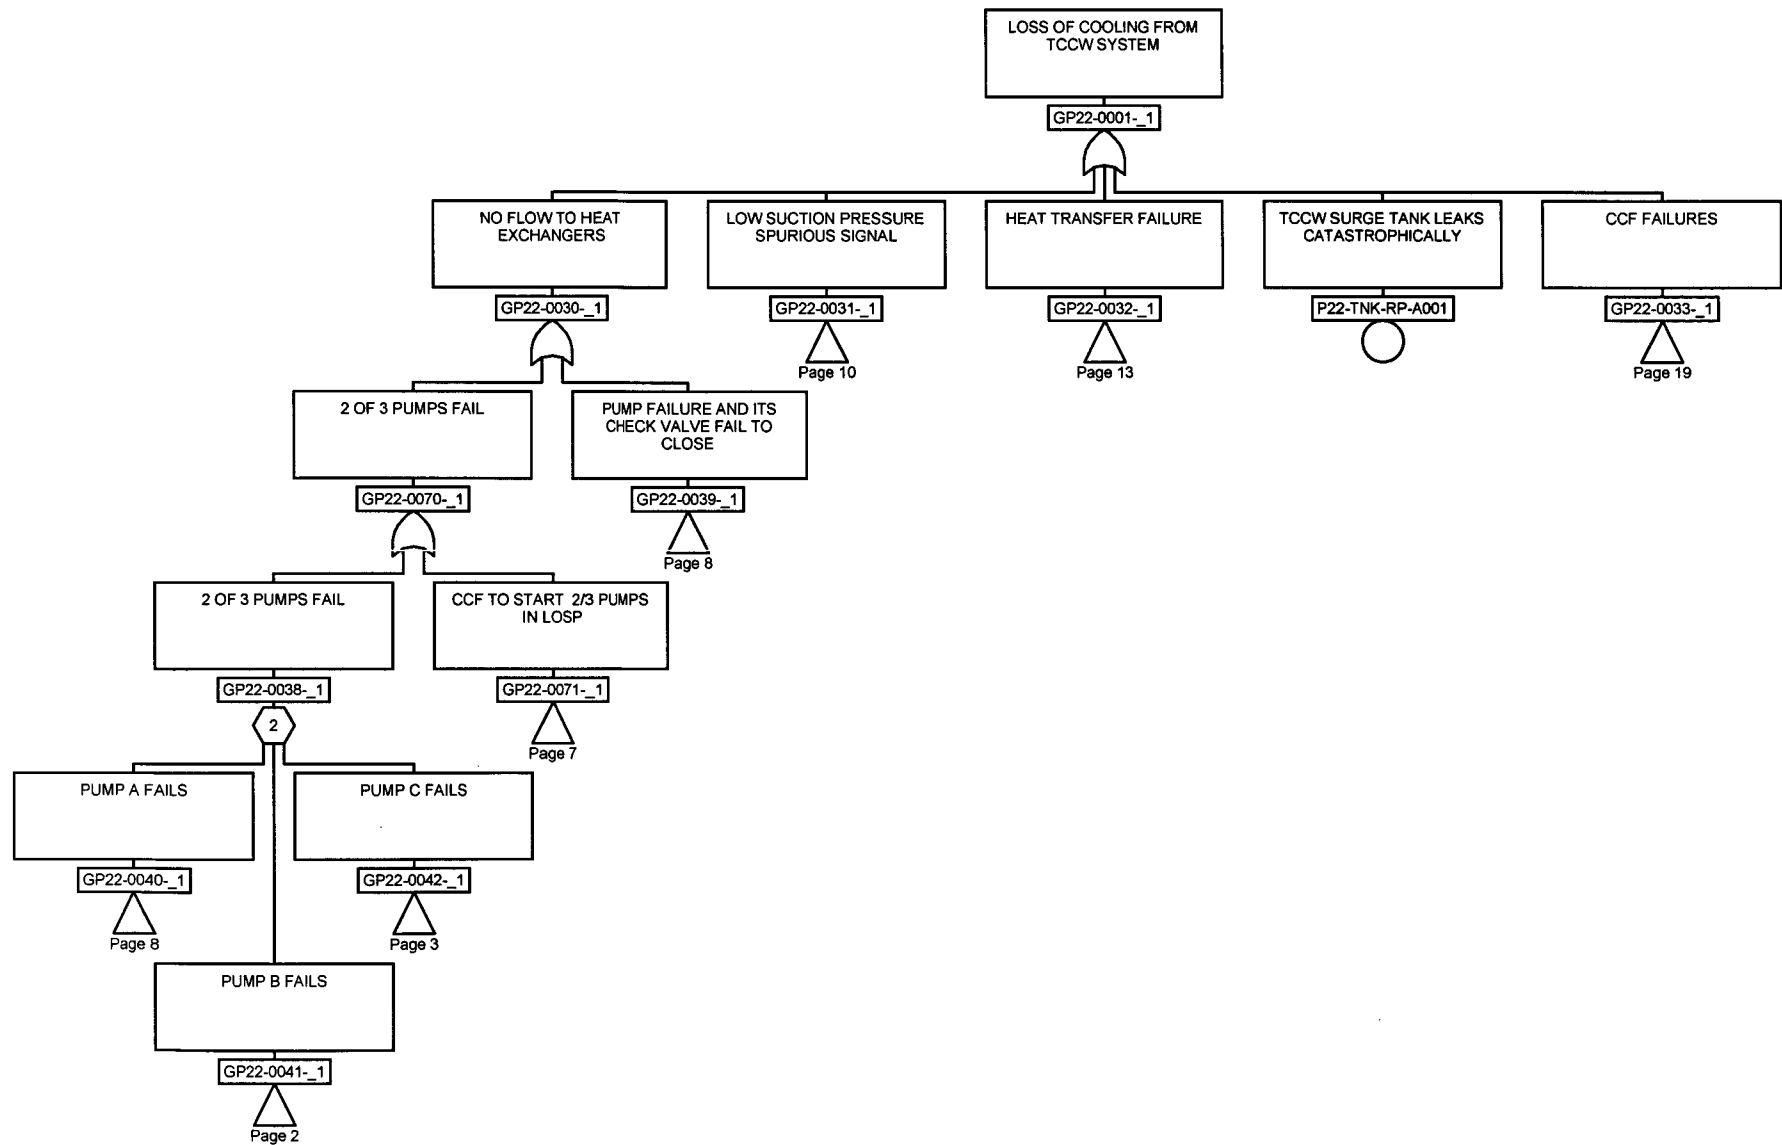 LOSS OF COOLING FROM
TCCW SYSTEM
GP22-0001-_1
NO FLOW TO HEAT
EXCHANGERS
GP22-0030-_1
LOW SUCTION PRESSURE
SPURIOUS SIGNAL
GP22-0031-_1
Page 10
HEAT TRANSFER FAILURE
GP22-0032-_1
Page 13
TCCW SURGE TANK LEAKS
CATASTROPHICALLY
P22-TNK-RP-A001
CCF FAILURES
GP22-0033-_1
Page 19
2 OF 3 PUMPS FAIL
GP22-0070-_1
PUMP FAILURE AND ITS
CHECK VALVE FAIL TO
CLOSE
GP22-0039-_1
Page 8
2 OF 3 PUMPS FAIL
GP22-0038-_1
2
CCF TO START 2/3 PUMPS
IN LOSP
GP22-0071-_1
Page 7
PUMP A FAILS
GP22-0040-_1
Page 8
PUMP C FAILS
GP22-0042-_1
Page 3
PUMP B FAILS
GP22-0041-_1
Page 2